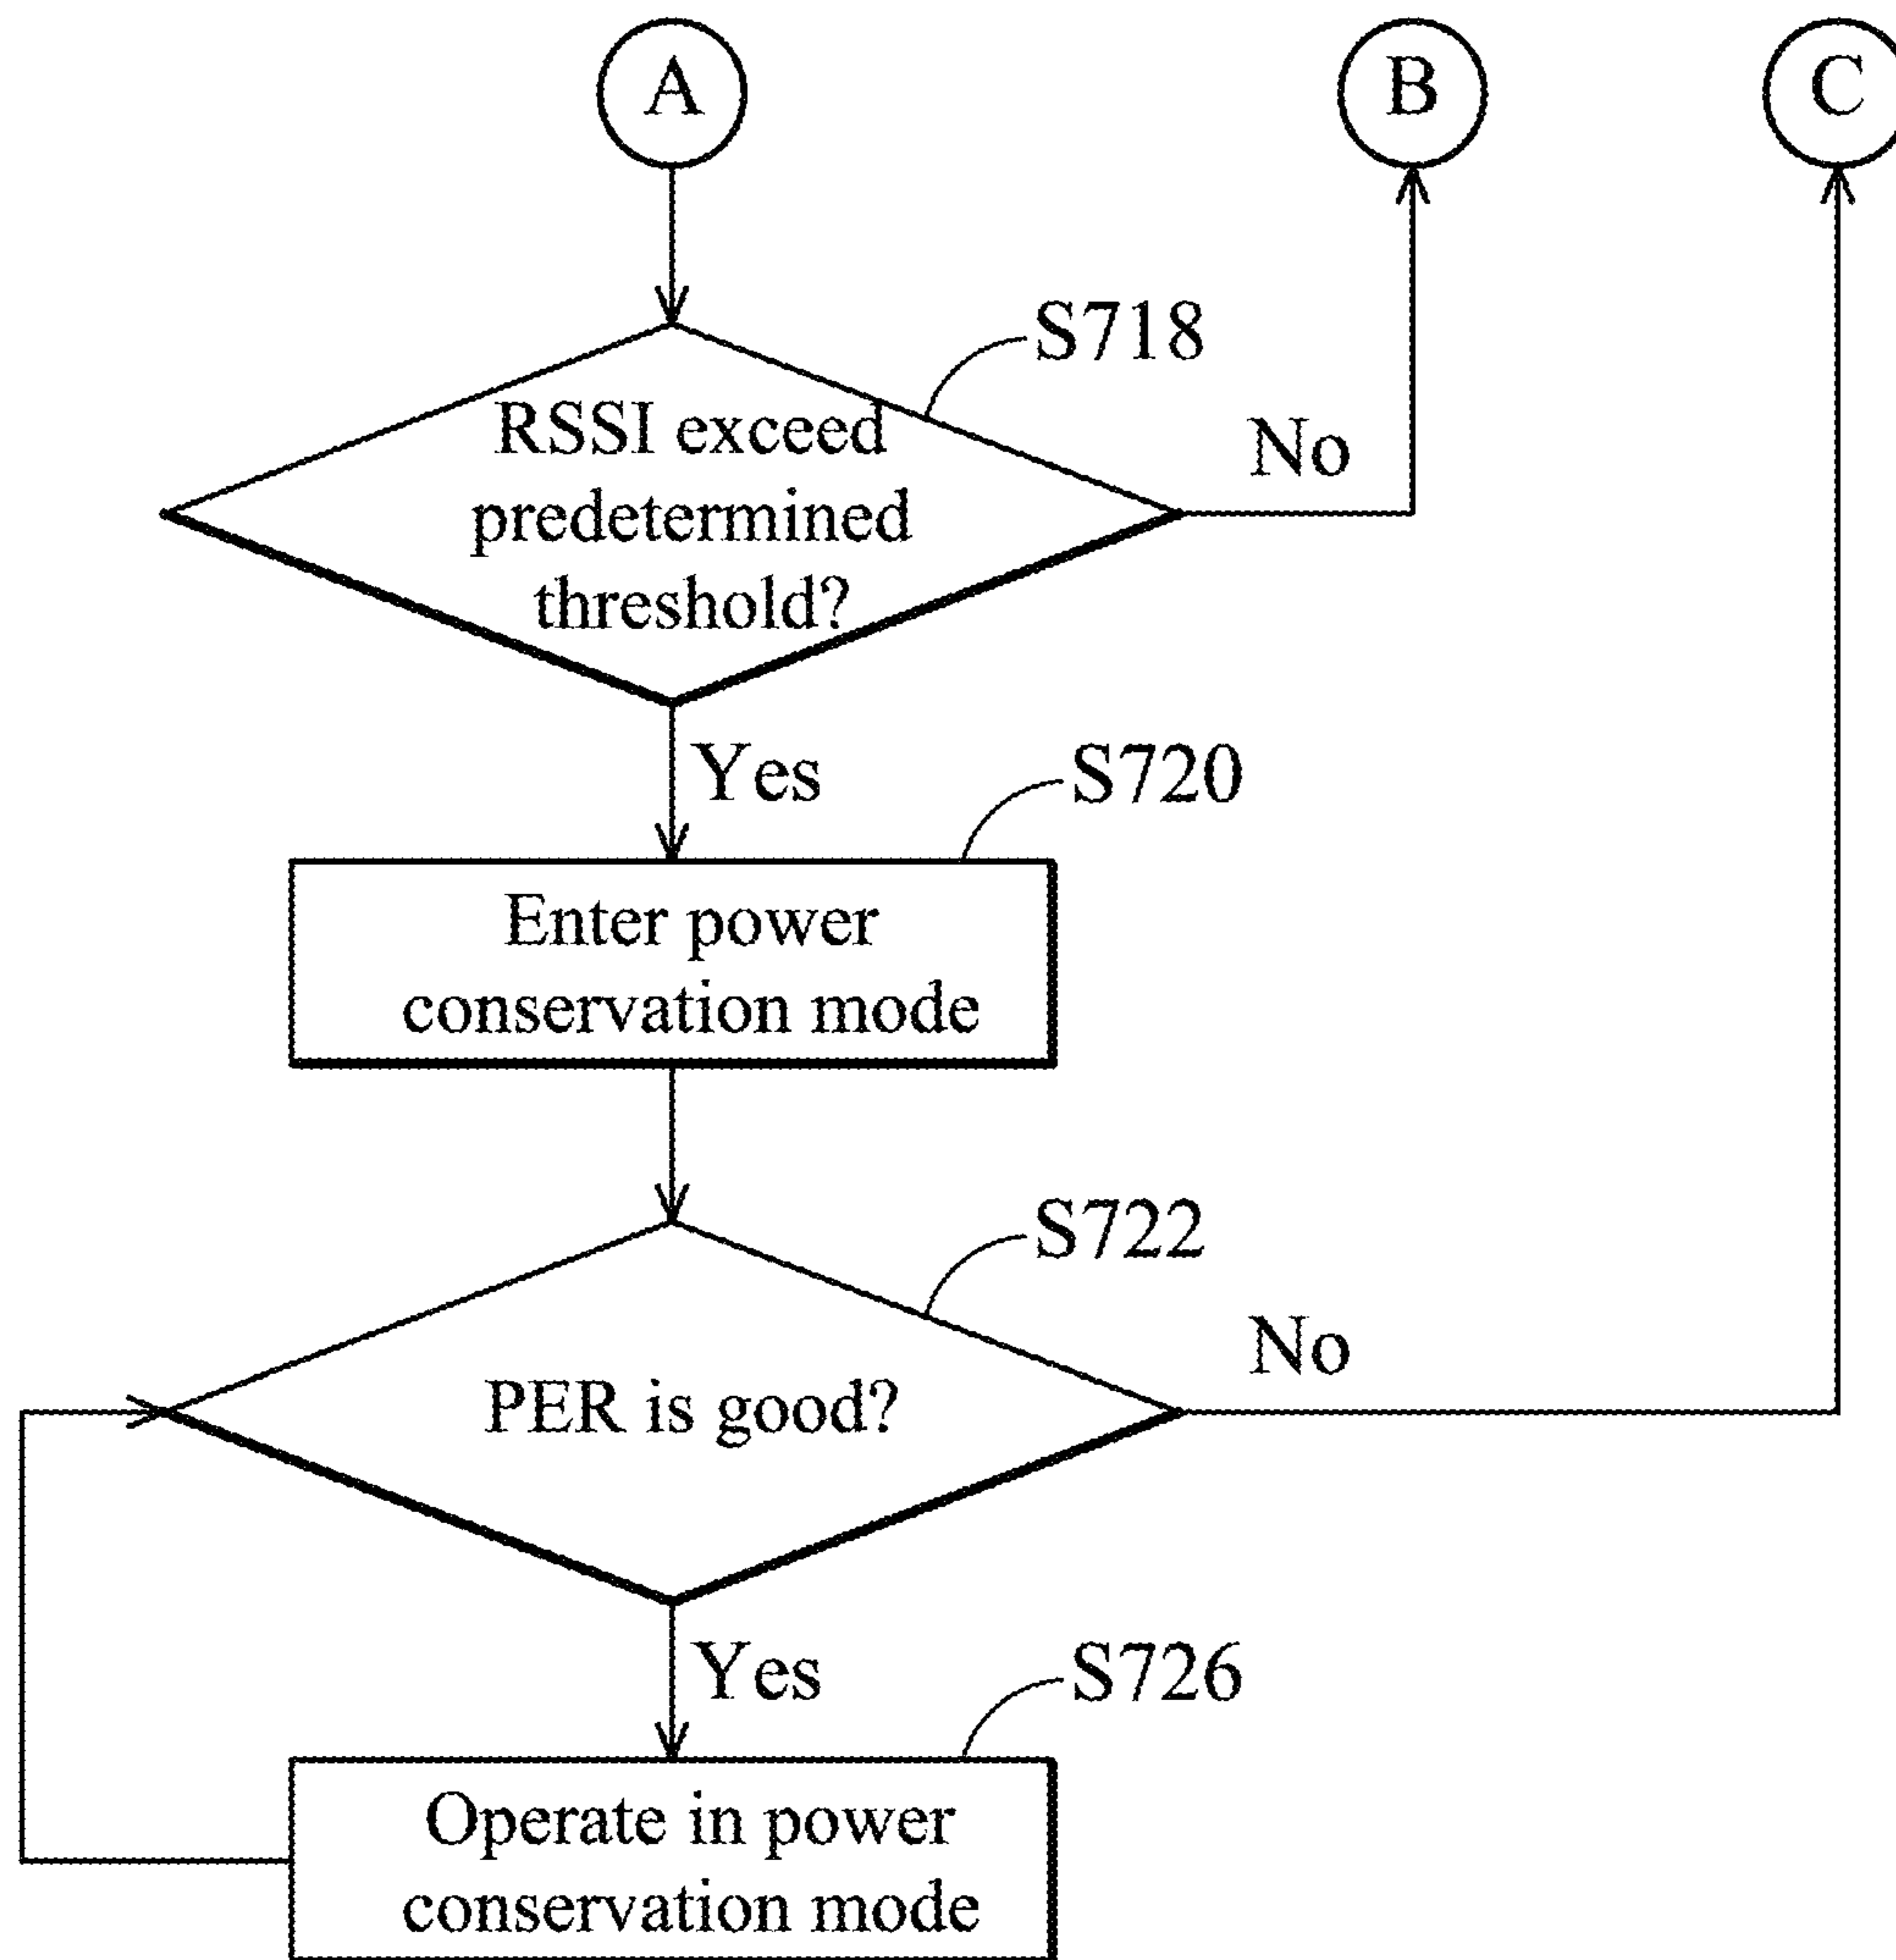 A
B
C
S718
RSSI exceed
predetermined
threshold?
No
Yes
S720
Enter power
conservation mode
S722
PER is good?
No
Yes
S726
Operate in power
conservation mode